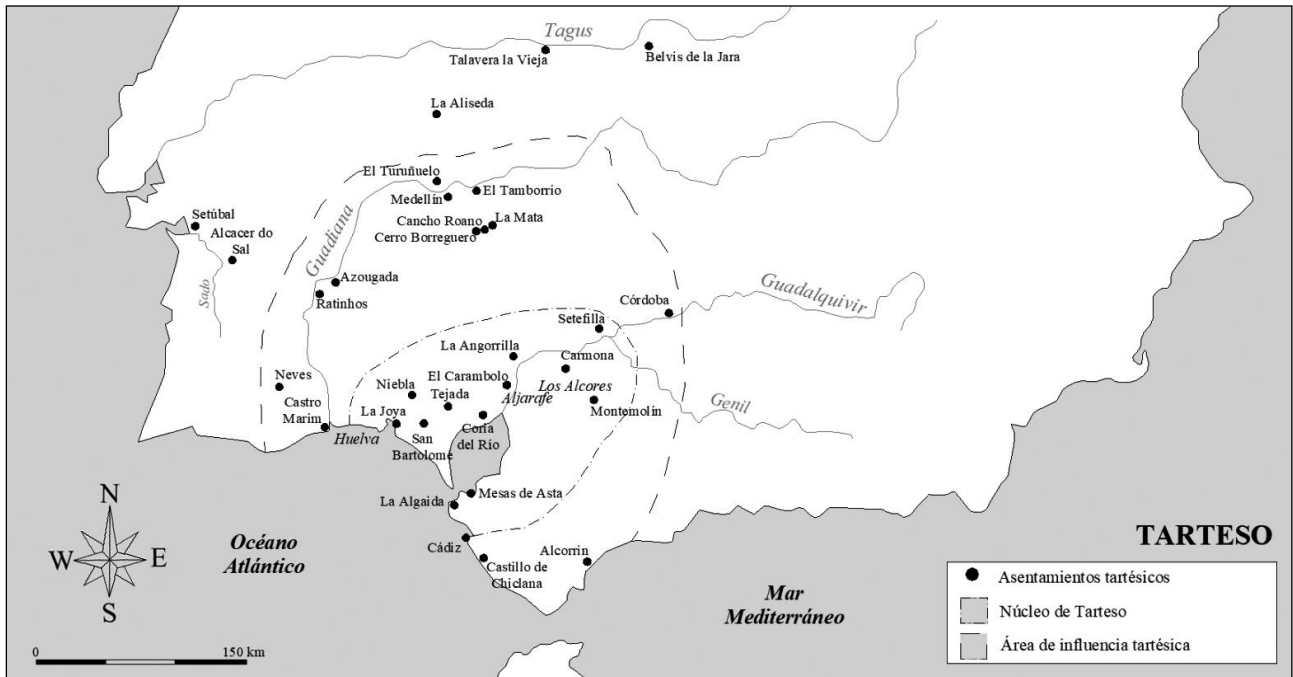 Tagus
Talavera la Vieja
Belvis de la Jara
La Aliseda
El Turuñuelo
El Tamborrio
Medellín
Cancho Roano
La Mata
Cerro Borreguero
Setúbal
Alcacer do
Sal
Sado
Guadiana
Azougada
Ratinhos
Guadalquivir
Córdoba
Setefilla
La Angorrilla
Carmona
El Carambolo
Los Alcores
Aljarafe
Montemolín
Genil
Neves
Castro
Marim
Niebla
Tejada
La Joya
Huelva
San
Bartolomé
Coria
del Río
Mesas de Asta
La Algaida
Cádiz
Castillo de
Chiclana
Alcorrin
N
W
E
S
Océano
Atlántico
Mar
Mediterráneo
0
150 km
TARTESO
Asentamientos tartésicos
Núcleo de Tarteso
Área de influencia tartésica